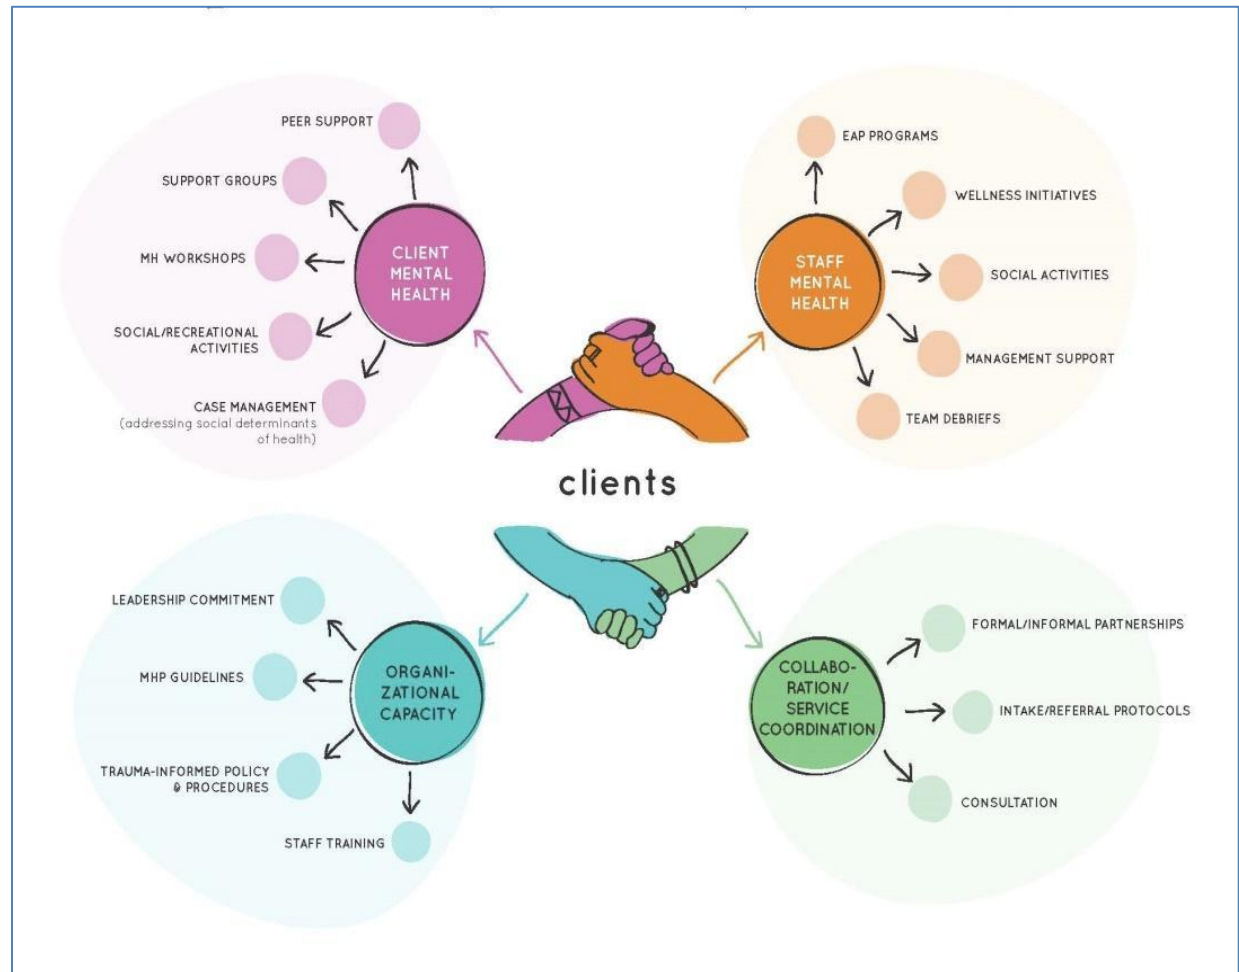 PEER SUPPORT
SUPPORT GROUPS
MH WORKSHOPS
SOCIAL/RECREATIONAL
ACTIVITIES
CASE MANAGEMENT
(addressing social determinants
of health)
CLIENT
MENTAL
HEALTH
EAP PROGRAMS
WELLNESS INITIATIVES
SOCIAL ACTIVITIES
MANAGEMENT SUPPORT
TEAM DEBRIEFS
STAFF
MENTAL
HEALTH
clients
LEADERSHIP COMMITMENT
MHP GUIDELINES
TRAUMA-INFORMED POLICY
& PROCEDURES
STAFF TRAINING
ORGANI-
ZATIONAL
CAPACITY
COLLABO-
RATION/
SERVICE
COORDINATION
FORMAL/INFORMAL PARTNERSHIPS
INTAKE/REFERRAL PROTOCOLS
CONSULTATION